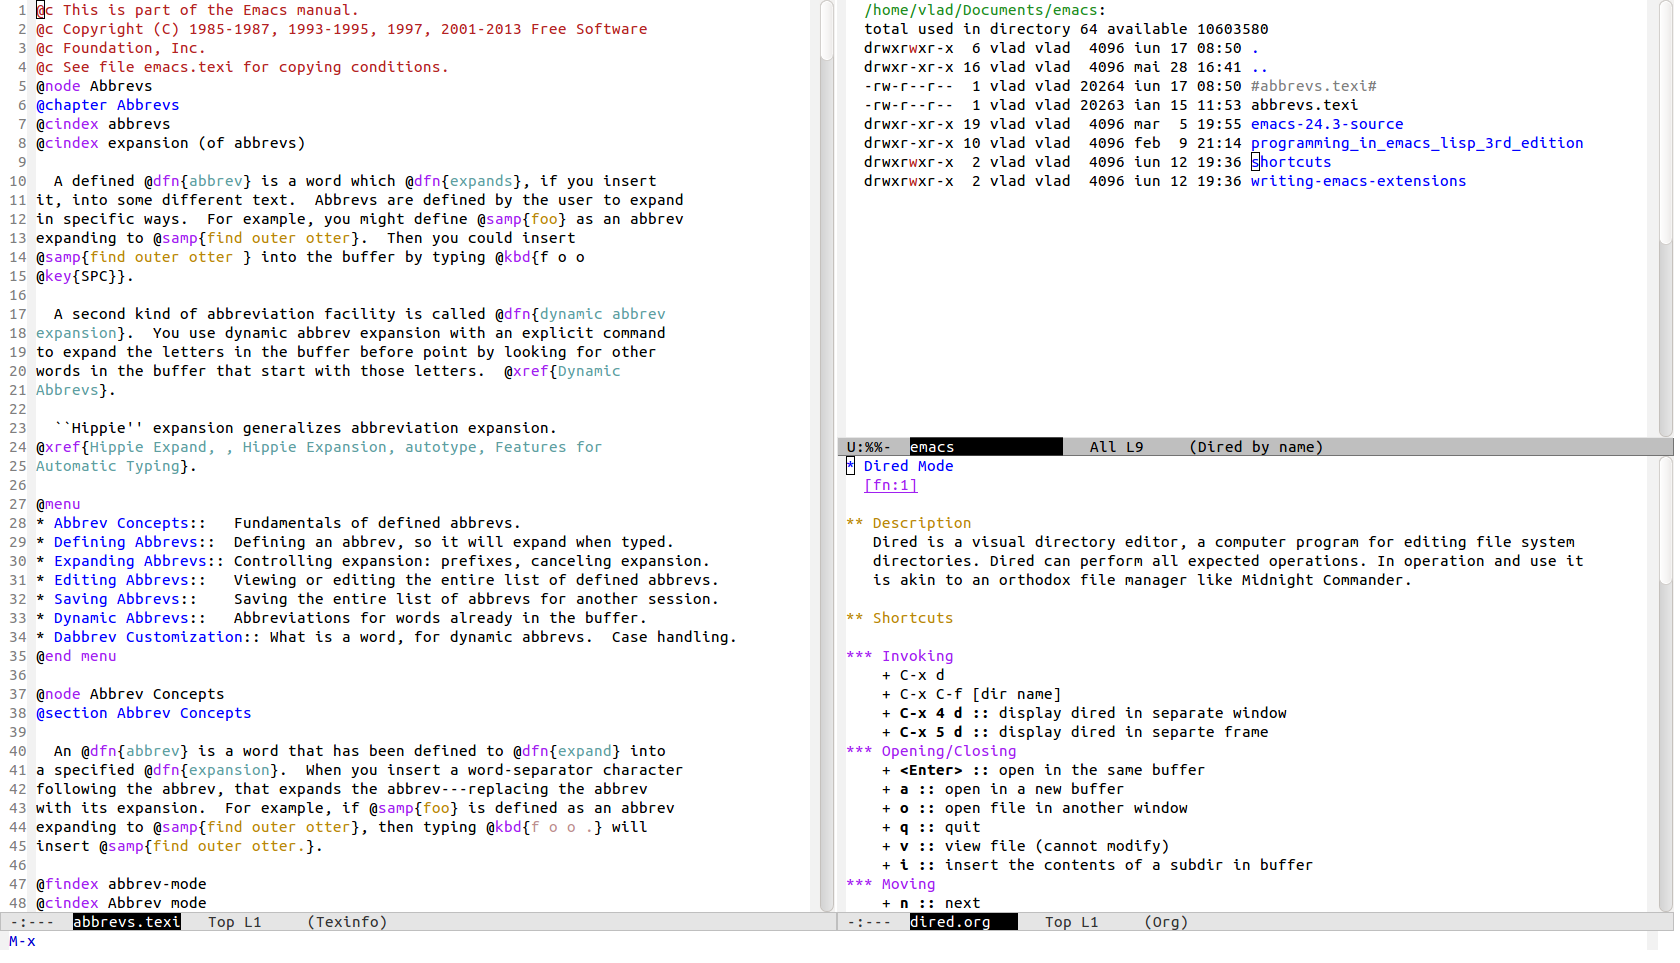 1 @c This is part of the Emacs manual.
2 @c Copyright (C) 1985-1987, 1993-1995, 1997, 2001-2013 Free Software
3 @c Foundation, Inc.
4 @c See file emacs.texi for copying conditions.
5 @node Abbrevs
6 @chapter Abbrevs
7 @cindex abbrevs
8 @cindex expansion (of abbrevs)
9
10   A defined @dfn{abbrev} is a word which @dfn{expands}, if you insert
11 it, into some different text.  Abbrevs are defined by the user to expand
12 in specific ways.  For example, you might define @samp{foo} as an abbrev
13 expanding to @samp{find outer otter}.  Then you could insert
14 @samp{find outer otter } into the buffer by typing @kbd{f o o
15 @key{SPC}}.
16
17   A second kind of abbreviation facility is called @dfn{dynamic abbrev
18 expansion}.  You use dynamic abbrev expansion with an explicit command
19 to expand the letters in the buffer before point by looking for other
20 words in the buffer that start with those letters.  @xref{Dynamic
21 Abbrevs}.
22
23   ``Hippie'' expansion generalizes abbreviation expansion.
24 @xref{Hippie Expand, , Hippie Expansion, autotype, Features for
25 Automatic Typing}.
26
27 @menu
28 * Abbrev Concepts::   Fundamentals of defined abbrevs.
29 * Defining Abbrevs::  Defining an abbrev, so it will expand when typed.
30 * Expanding Abbrevs:: Controlling expansion: prefixes, canceling expansion.
31 * Editing Abbrevs::   Viewing or editing the entire list of defined abbrevs.
32 * Saving Abbrevs::    Saving the entire list of abbrevs for another session.
33 * Dynamic Abbrevs::   Abbreviations for words already in the buffer.
34 * Dabbrev Customization:: What is a word, for dynamic abbrevs.  Case handling.
35 @end menu
36
37 @node Abbrev Concepts
38 @section Abbrev Concepts
39
40   An @dfn{abbrev} is a word that has been defined to @dfn{expand} into
41 a specified @dfn{expansion}.  When you insert a word-separator character
42 following the abbrev, that expands the abbrev---replacing the abbrev
43 with its expansion.  For example, if @samp{foo} is defined as an abbrev
44 expanding to @samp{find outer otter}, then typing @kbd{f o o .} will
45 insert @samp{find outer otter.}.
46
47 @findex abbrev-mode
48 @cindex Abbrev mode
-:---  abbrevs.texi   Top L1     (Texinfo)
M-x
/home/vlad/Documents/emacs:
total used in directory 64 available 10603580
drwxrwxr-x  6 vlad vlad  4096 iun 17 08:50 .
drwxr-xr-x 16 vlad vlad  4096 mai 28 16:41 ..
-rw-r--r--  1 vlad vlad 20264 iun 17 08:50 #abbrevs.texi#
-rw-r--r--  1 vlad vlad 20263 ian 15 11:53 abbrevs.texi
drwxr-xr-x 19 vlad vlad  4096 mar  5 19:55 emacs-24.3-source
drwxr-xr-x 10 vlad vlad  4096 feb  9 21:14 programming_in_emacs_lisp_3rd_edition
drwxrwxr-x  2 vlad vlad  4096 iun 12 19:36 shortcuts
drwxrwxr-x  2 vlad vlad  4096 iun 12 19:36 writing-emacs-extensions
U:%%-  emacs   All L9     (Dired by name)
* Dired Mode
[fn:1]
** Description
Dired is a visual directory editor, a computer program for editing file system
directories. Dired can perform all expected operations. In operation and use it
is akin to an orthodox file manager like Midnight Commander.
** Shortcuts
*** Invoking
+ C-x d
+ C-x C-f [dir name]
+ C-x 4 d :: display dired in separate window
+ C-x 5 d :: display dired in separte frame
*** Opening/Closing
+ <Enter> :: open in the same buffer
+ a :: open in a new buffer
+ o :: open file in another window
+ q :: quit
+ v :: view file (cannot modify)
+ i :: insert the contents of a subdir in buffer
*** Moving
+ n :: next
-:---  dired.org   Top L1     (Org)